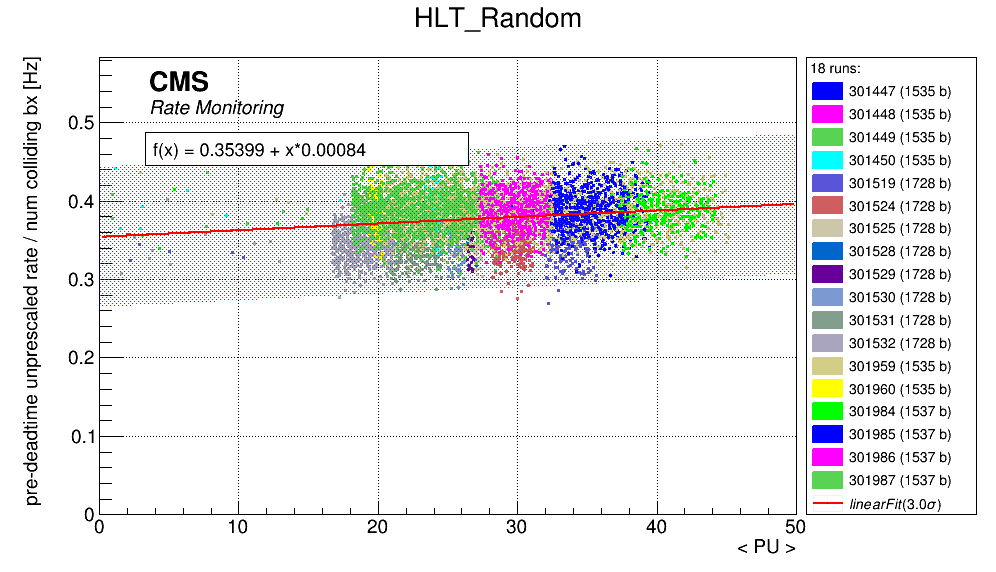 HLT_Random
pre-deadtime unprescaled rate / num colliding bx [Hz]
CMS
Rate Monitoring
f(x) = 0.35399 + x*0.00084
0.5
0.4
0.3
0.2
0.1
0
0 10 20 30 40 50
< PU >
18 runs:
301447 (1535 b)
301448 (1535 b)
301449 (1535 b)
301450 (1535 b)
301519 (1728 b)
301524 (1728 b)
301525 (1728 b)
301528 (1728 b)
301529 (1728 b)
301530 (1728 b)
301531 (1728 b)
301532 (1728 b)
301959 (1535 b)
301960 (1535 b)
301984 (1537 b)
301985 (1537 b)
301986 (1537 b)
301987 (1537 b)
linearFit(3.0σ)